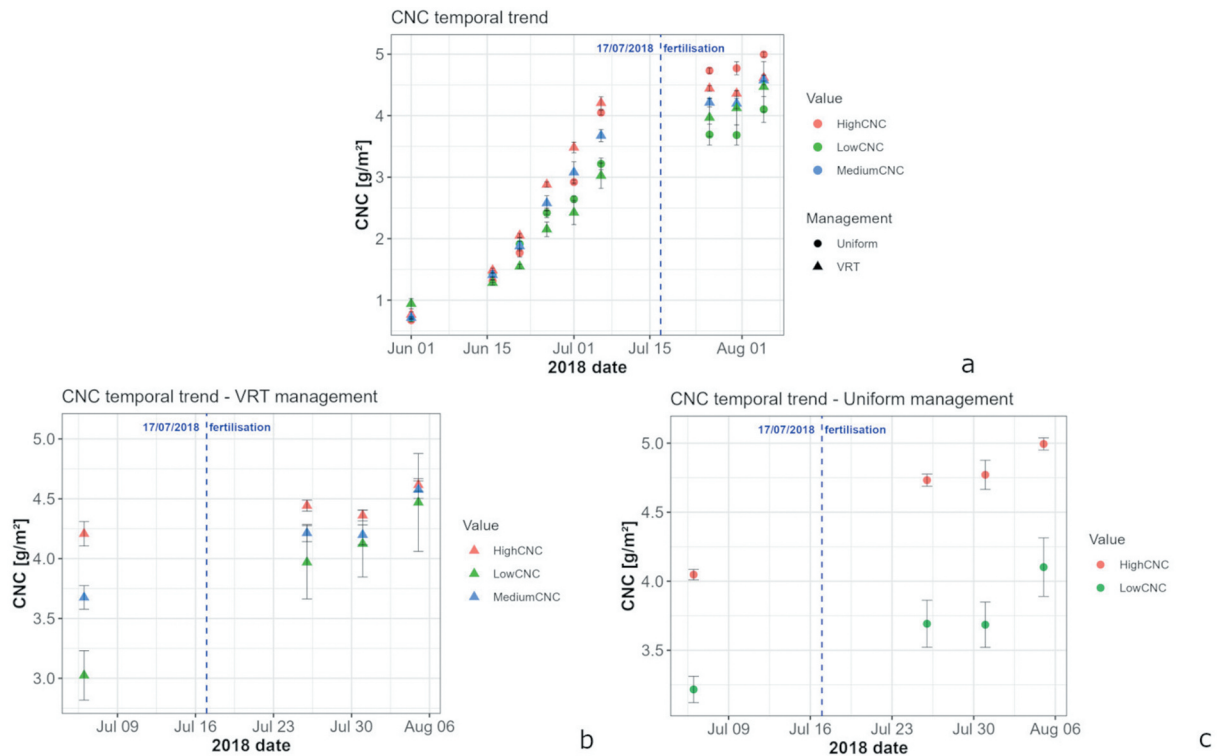 CNC temporal trend
17/07/2018 fertilisation
5
4
3
2
1
CNC [g/m²]
Jun 01 Jun 15 Jul 01 Jul 15 Aug 01
2018 date
Value
HighCNC
LowCNC
MediumCNC
Management
Uniform
VRT
a
CNC temporal trend - VRT management
17/07/2018 fertilisation
5.0
4.5
4.0
3.5
3.0
CNC [g/m²]
Jul 09 Jul 16 Jul 23 Jul 30 Aug 06
2018 date
Value
HighCNC
LowCNC
MediumCNC
b
CNC temporal trend - Uniform management
17/07/2018 fertilisation
5.0
4.5
4.0
3.5
CNC [g/m²]
Jul 09 Jul 16 Jul 23 Jul 30 Aug 06
2018 date
Value
HighCNC
LowCNC
c